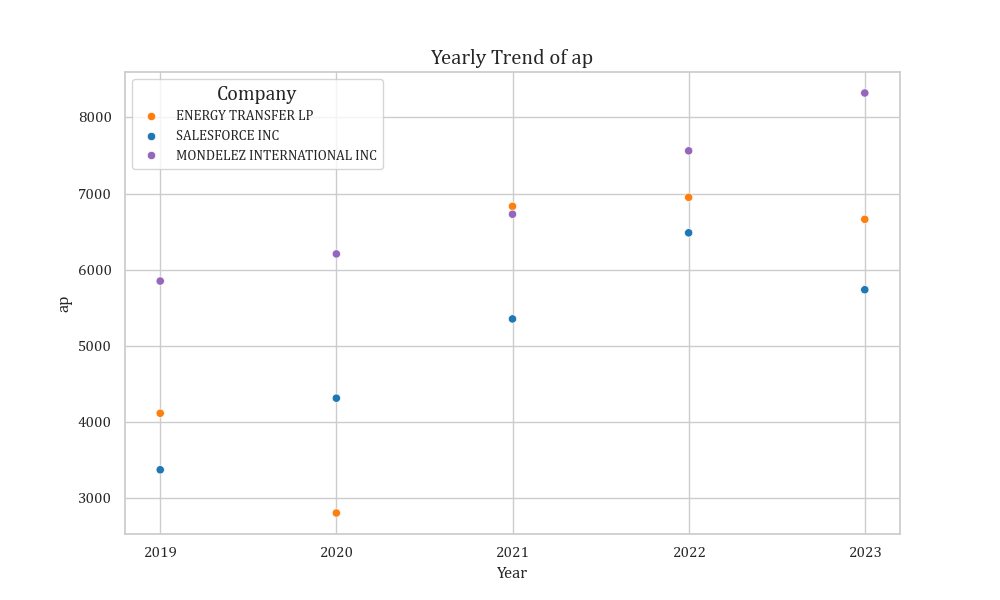 Yearly Trend of ap
Company
ENERGY TRANSFER LP
SALESFORCE INC
MONDELEZ INTERNATIONAL INC
8000
7000
6000
5000
4000
3000
ap
2019 2020 2021 2022 2023
Year